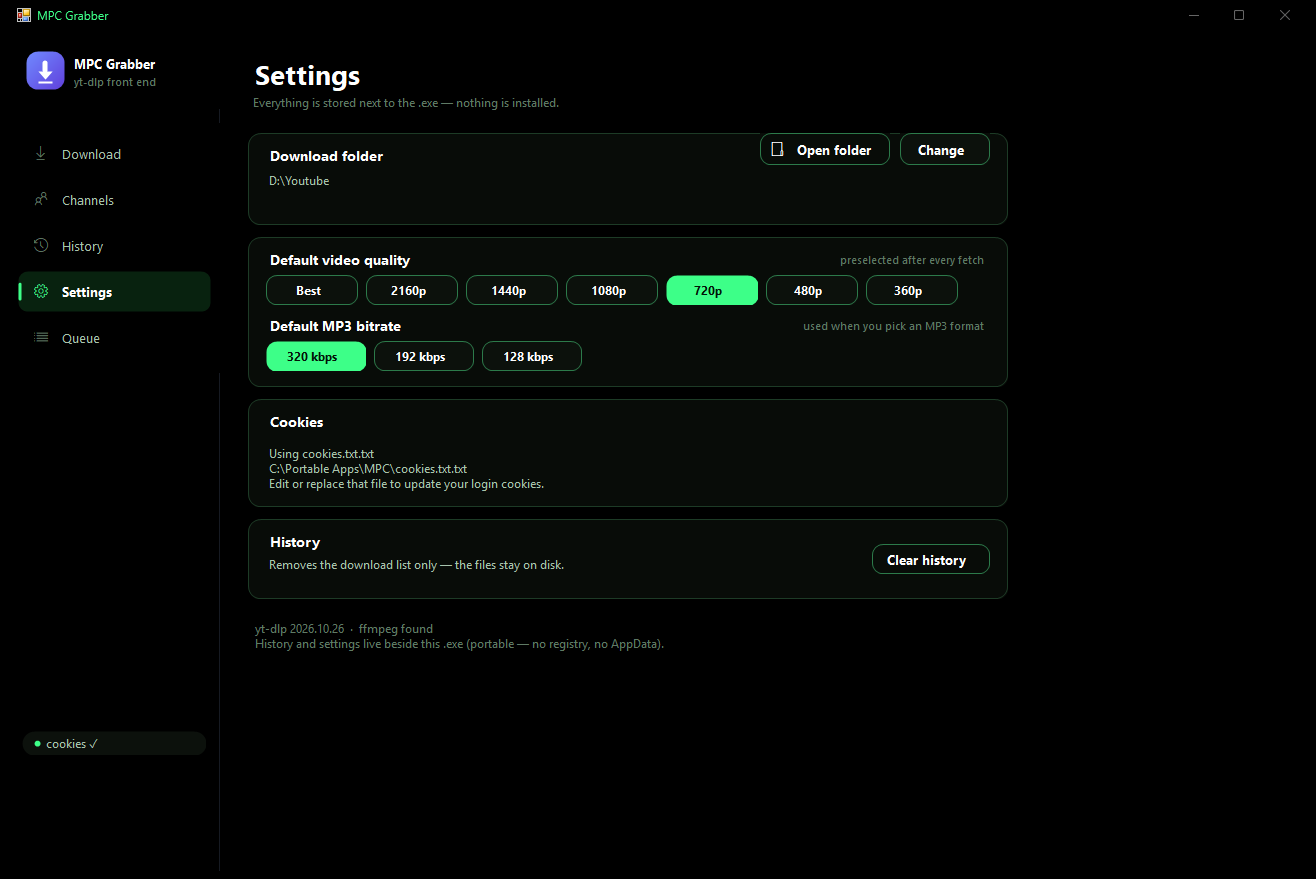 MPC Grabber
MPC Grabber
yt-dlp front end
Download
Channels
History
Settings
Queue
cookies ✓
Settings
Everything is stored next to the .exe — nothing is installed.
Download folder
Open folder
Change
D:\Youtube
Default video quality
preselected after every fetch
Best
2160p
1440p
1080p
720p
480p
360p
Default MP3 bitrate
used when you pick an MP3 format
320 kbps
192 kbps
128 kbps
Cookies
Using cookies.txt.txt
C:\Portable Apps\MPC\cookies.txt.txt
Edit or replace that file to update your login cookies.
History
Removes the download list only — the files stay on disk.
Clear history
yt-dlp 2026.10.26 · ffmpeg found
History and settings live beside this .exe (portable — no registry, no AppData).